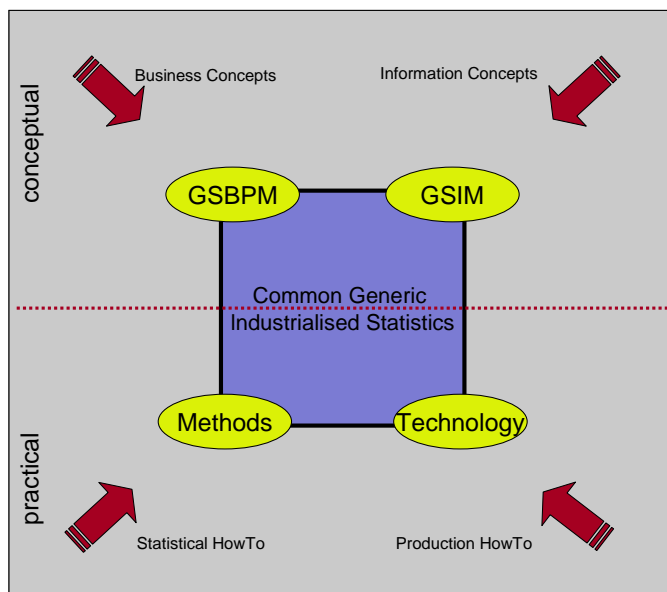 Business Concepts
Information Concepts
conceptual
GSBPM
GSIM
Common Generic
Industrialised Statistics
Methods
Technology
practical
Statistical HowTo
Production HowTo